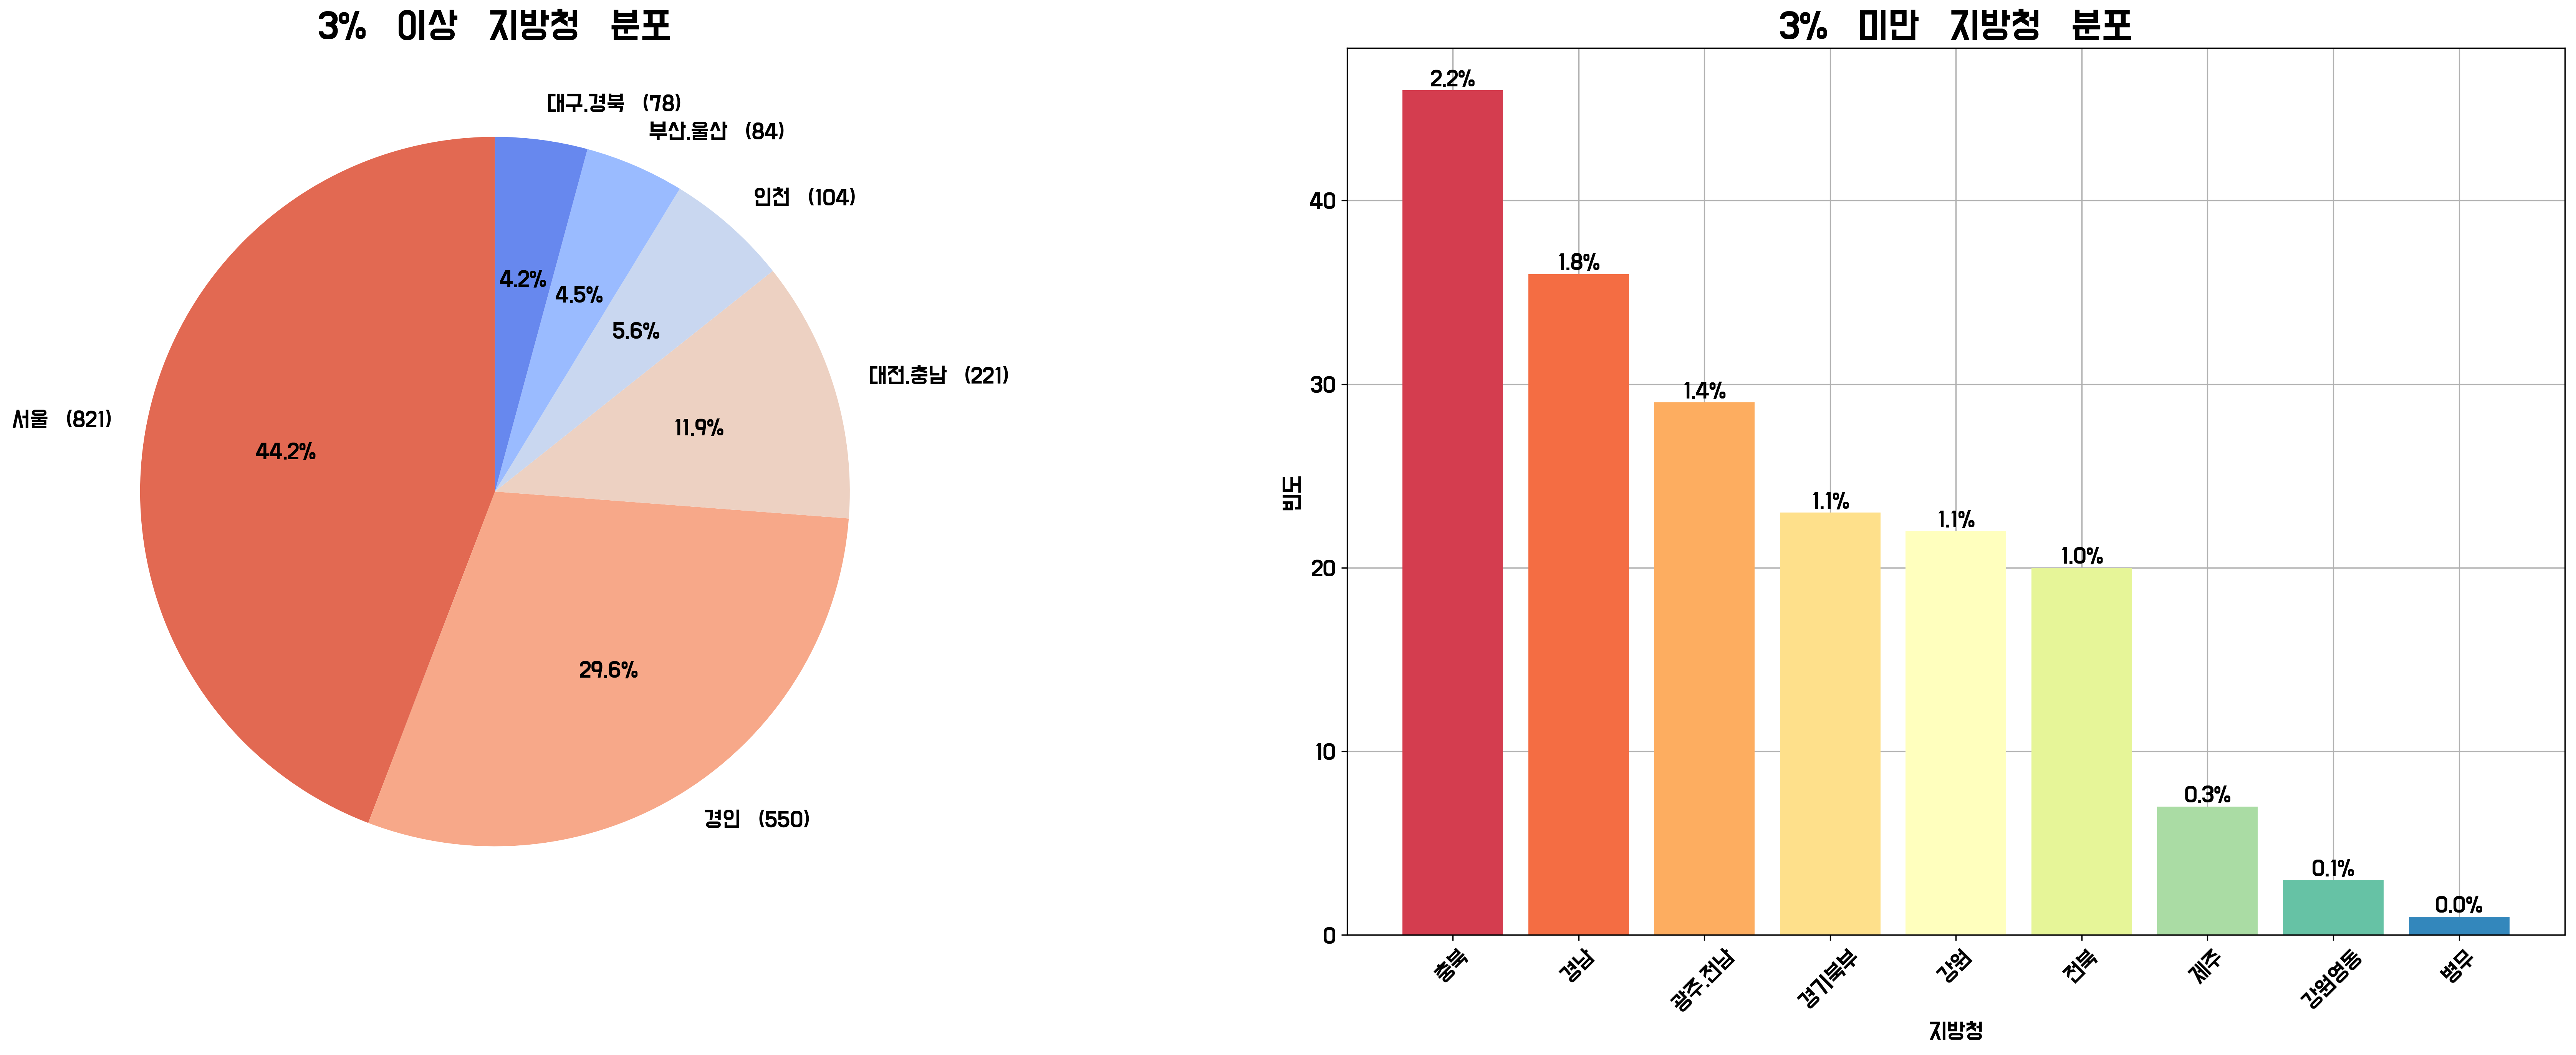 3% 이상 지방청 분포
대구.경북 (78)
부산.울산 (84)
인천 (104)
대전.충남 (221)
경인 (550)
서울 (821)
4.2%
4.5%
5.6%
11.9%
29.6%
44.2%
3% 미만 지방청 분포
빈도
40
30
20
10
0
2.2%
1.8%
1.4%
1.1%
1.1%
1.0%
0.3%
0.1%
0.0%
충북
경남
광주.전남
경기북부
강원
전북
제주
강원영동
병무
지방청